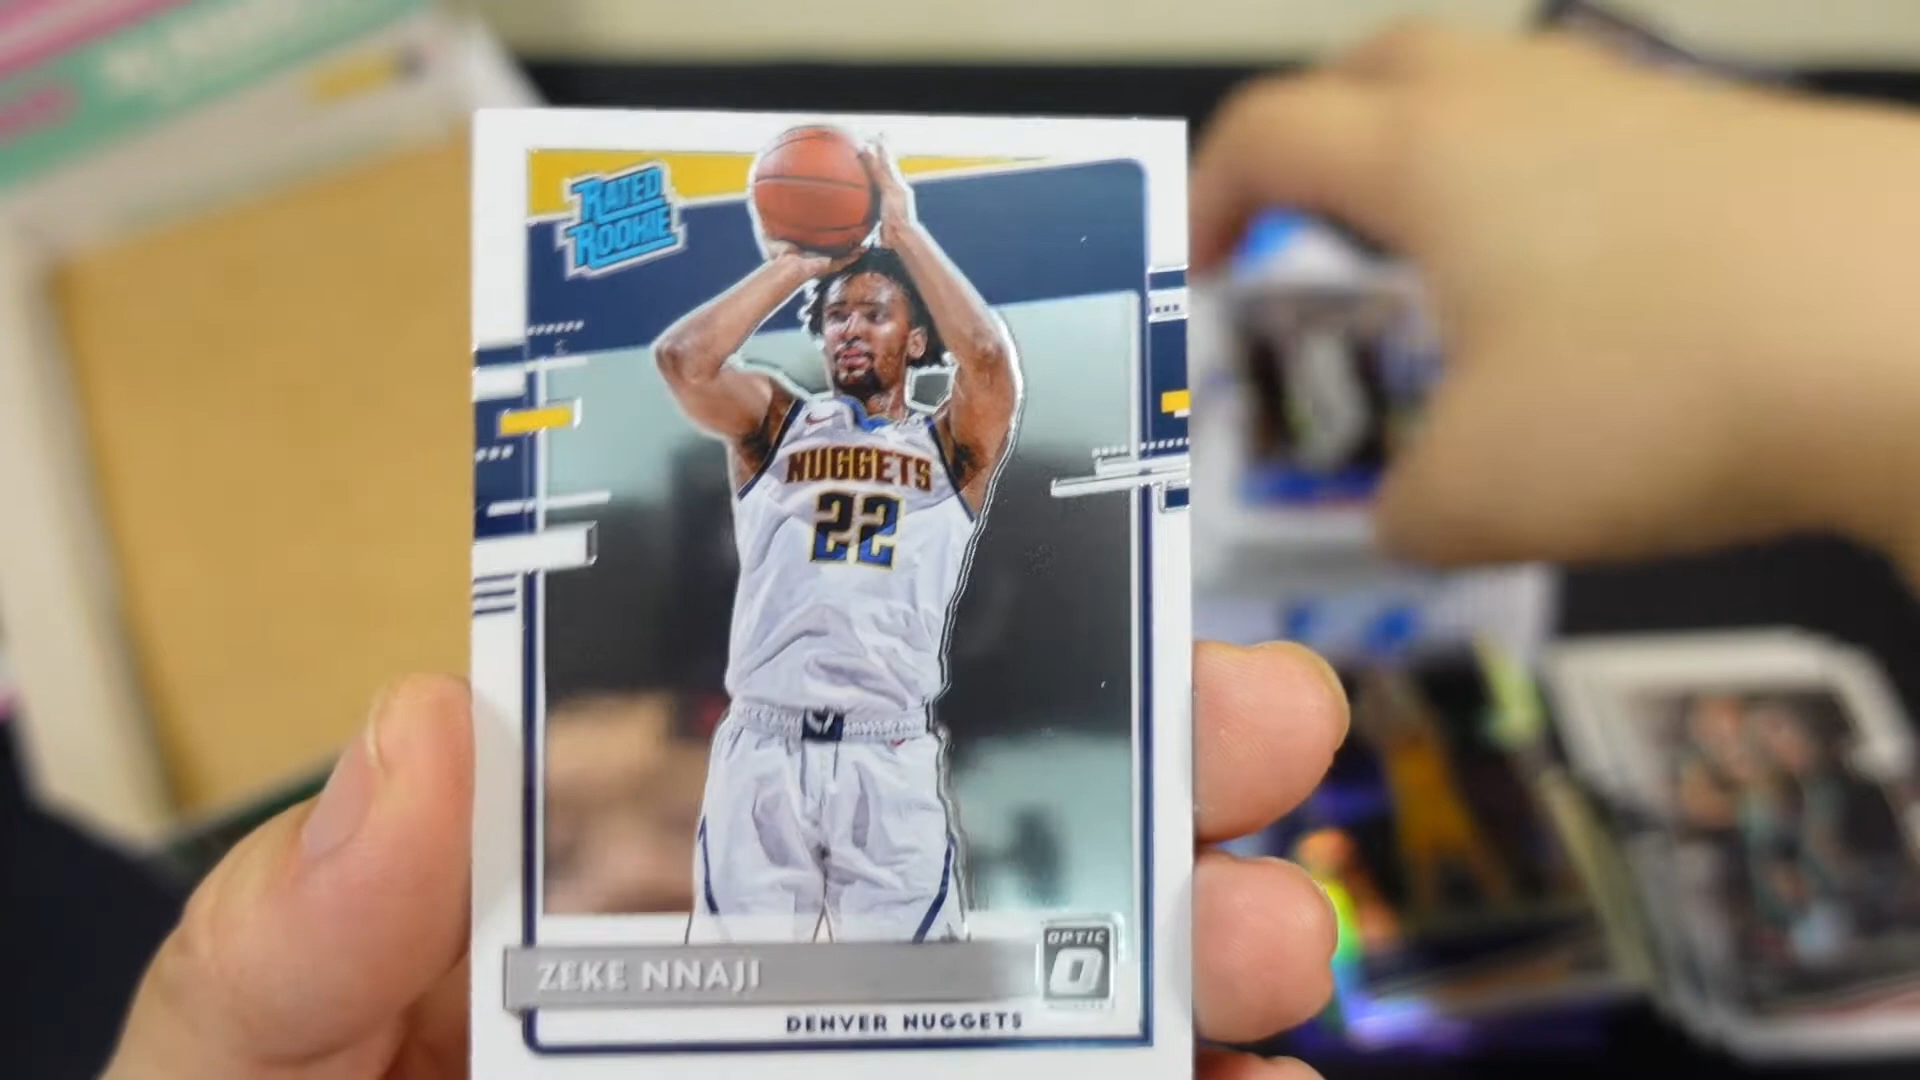 RATED
ROOKIE
NUGGETS
22
ZEKE NNAJI
OPTIC
DENVER NUGGETS